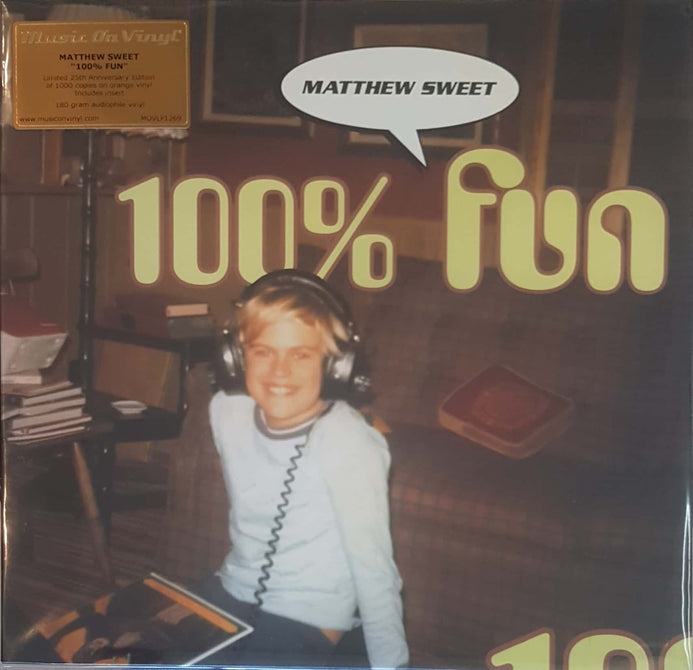 Music On Vinyl
MATTHEW SWEET
"100% FUN"
Limited 25th Anniversary Edition
of 1000 copies on orange vinyl
Includes insert
180 gram audiophile vinyl
www.musiconvinyl.com MOVLP1269
MATTHEW SWEET
100% fun
100